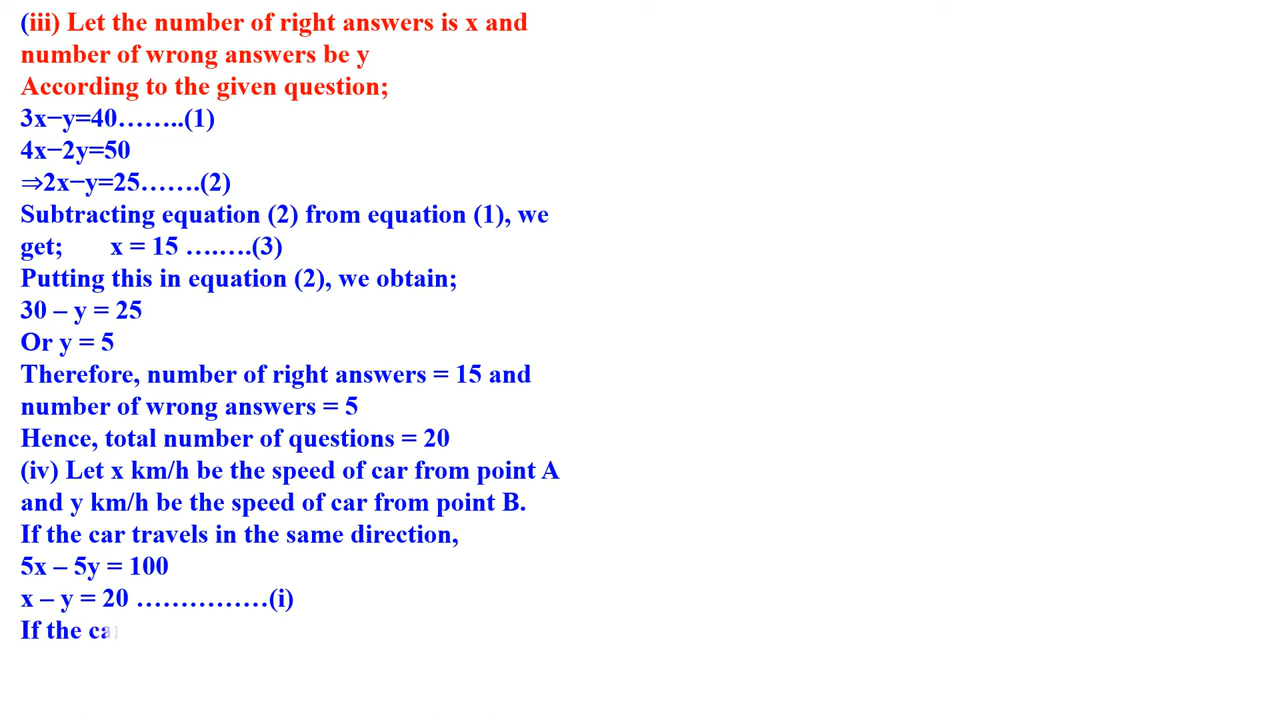 (iii) Let the number of right answers is x and
number of wrong answers be y
According to the given question;
3x−y=40……..(1)
4x−2y=50
⇒2x−y=25…….(2)
Subtracting equation (2) from equation (1), we
get; x = 15 ….….(3)
Putting this in equation (2), we obtain;
30 – y = 25
Or y = 5
Therefore, number of right answers = 15 and
number of wrong answers = 5
Hence, total number of questions = 20
(iv) Let x km/h be the speed of car from point A
and y km/h be the speed of car from point B.
If the car travels in the same direction,
5x – 5y = 100
x – y = 20 ……………(i)
If the